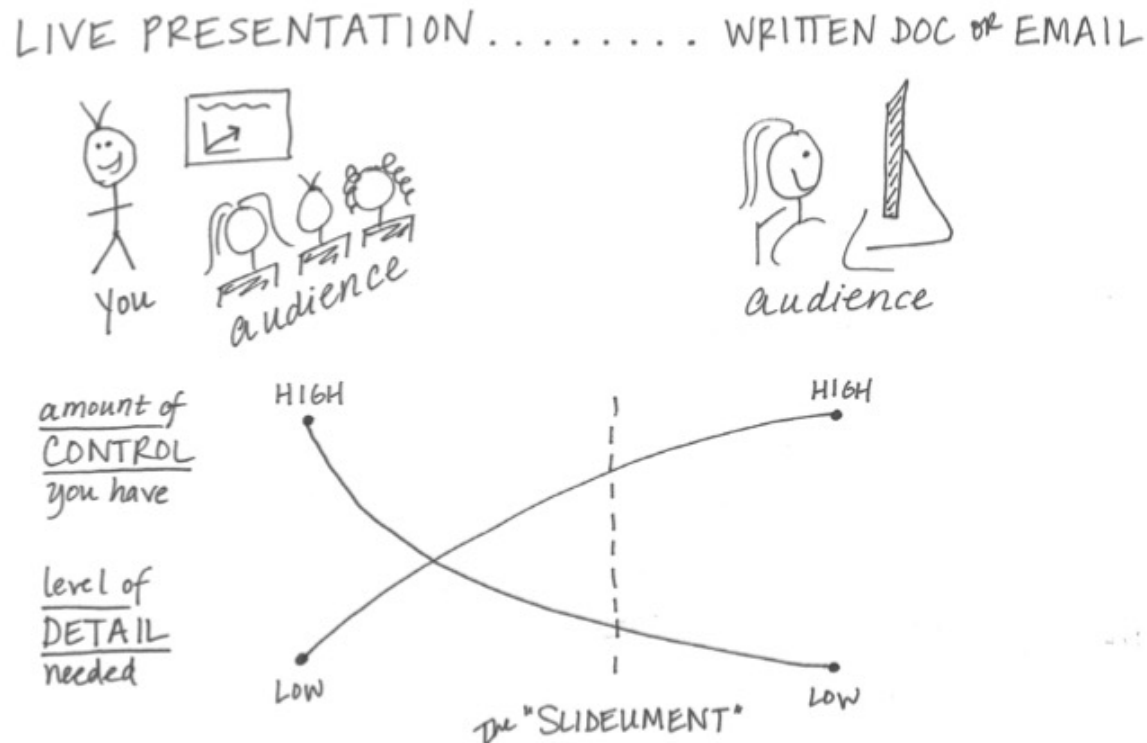 LIVE PRESENTATION ......... WRITTEN DOC OR EMAIL
you
audience
audience
amount of
CONTROL
you have
HIGH
HIGH
level of
DETAIL
needed
LOW
LOW
The "SLIDEUMENT"